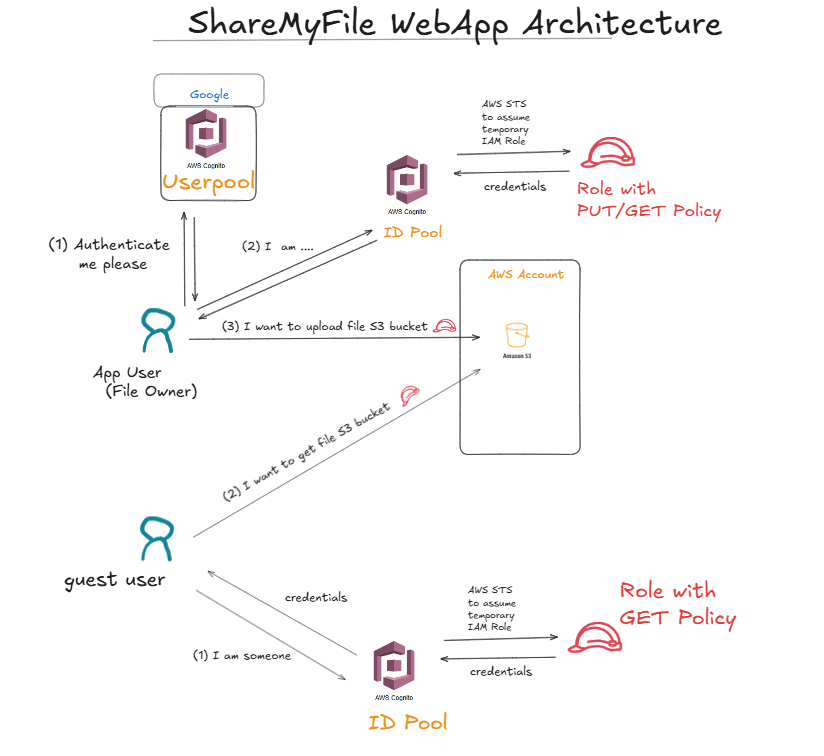 ShareMyFile WebApp Architecture
Google
AWS Cognito
Userpool
AWS STS
to assume
temporary
IAM Role
credentials
Role with
PUT/GET Policy
AWS Cognito
ID Pool
(1) Authenticate
me please
(2) I am ....
AWS Account
(3) I want to upload file S3 bucket
Amazon S3
App User
(File Owner)
(2) I want to get file S3 bucket
guest user
credentials
(1) I am someone
AWS STS
to assume
temporary
IAM Role
credentials
Role with
GET Policy
AWS Cognito
ID Pool